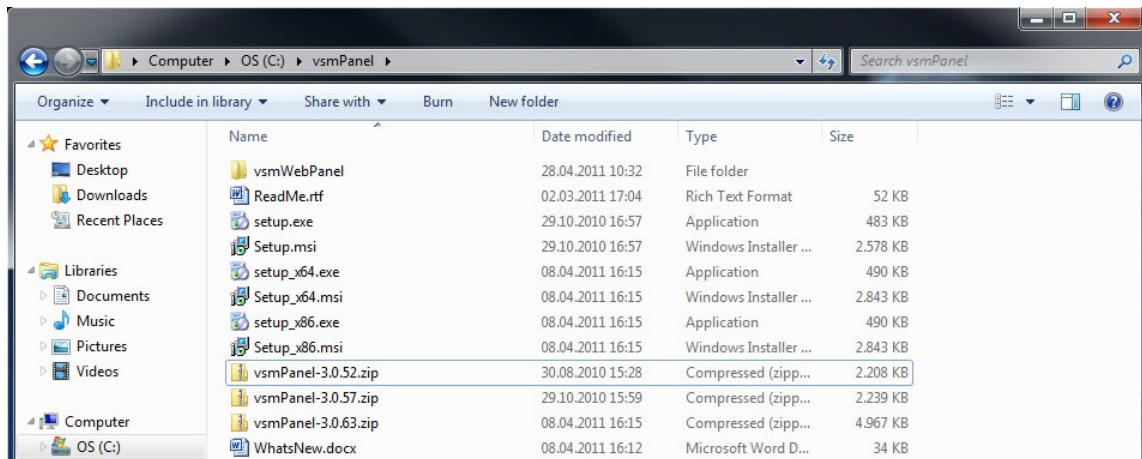 Computer OS (C:) vsmPanel Search vsmPanel
Organize Include in library Share with Burn New folder
Favorites
Desktop
Downloads
Recent Places
Libraries
Documents
Music
Pictures
Videos
Computer
OS (C:)
Name Date modified Type Size
vsmWebPanel 28.04.2011 10:32 File folder
ReadMe.rtf 02.03.2011 17:04 Rich Text Format 52 KB
setup.exe 29.10.2010 16:57 Application 483 KB
Setup.msi 29.10.2010 16:57 Windows Installer ... 2.578 KB
setup_x64.exe 08.04.2011 16:15 Application 490 KB
Setup_x64.msi 08.04.2011 16:15 Windows Installer ... 2.843 KB
setup_x86.exe 08.04.2011 16:15 Application 490 KB
Setup_x86.msi 08.04.2011 16:15 Windows Installer ... 2.843 KB
vsmPanel-3.0.52.zip 30.08.2010 15:28 Compressed (zipp... 2.208 KB
vsmPanel-3.0.57.zip 29.10.2010 15:59 Compressed (zipp... 2.239 KB
vsmPanel-3.0.63.zip 08.04.2011 16:15 Compressed (zipp... 4.967 KB
WhatsNew.docx 08.04.2011 16:12 Microsoft Word D... 34 KB